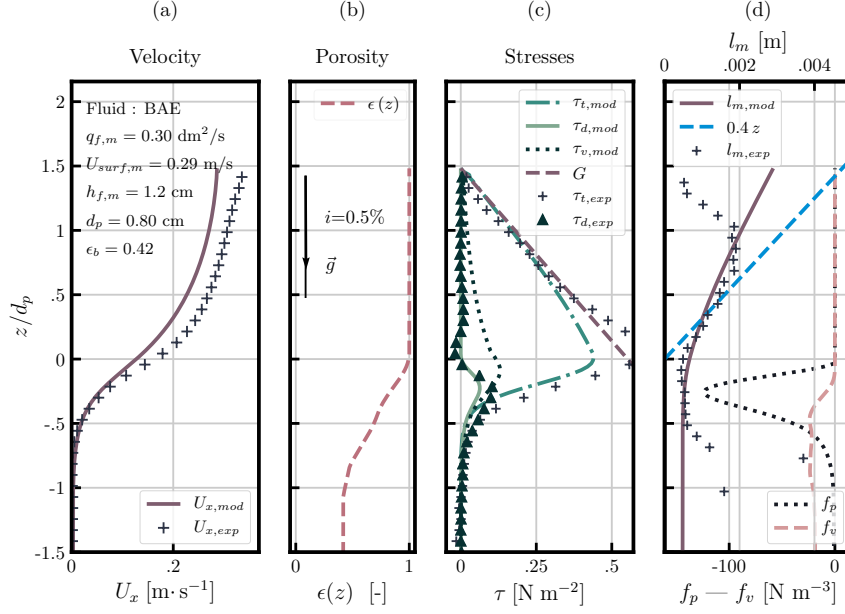 (a)
(b)
(c)
(d)
l_m [m]
0 .002 .004
Velocity
Porosity
Stresses
z/d_p
2
1.5
1
.5
0
-.5
-1
-1.5
Fluid : BAE
q_{f,m} = 0.30 dm²/s
U_{surf,m} = 0.29 m/s
h_{f,m} = 1.2 cm
d_p = 0.80 cm
ϵ_b = 0.42
U_{x,mod}
U_{x,exp}
0 .2
U_x [m·s⁻¹]
ϵ(z)
i=0.5%
g⃗
0 1
ϵ(z) [-]
τ_{t,mod}
τ_{d,mod}
τ_{v,mod}
G
τ_{t,exp}
τ_{d,exp}
0 .25 .5
τ [N m⁻²]
l_{m,mod}
0.4 z
l_{m,exp}
f_p
f_v
-100 0
f_p — f_v [N m⁻³]